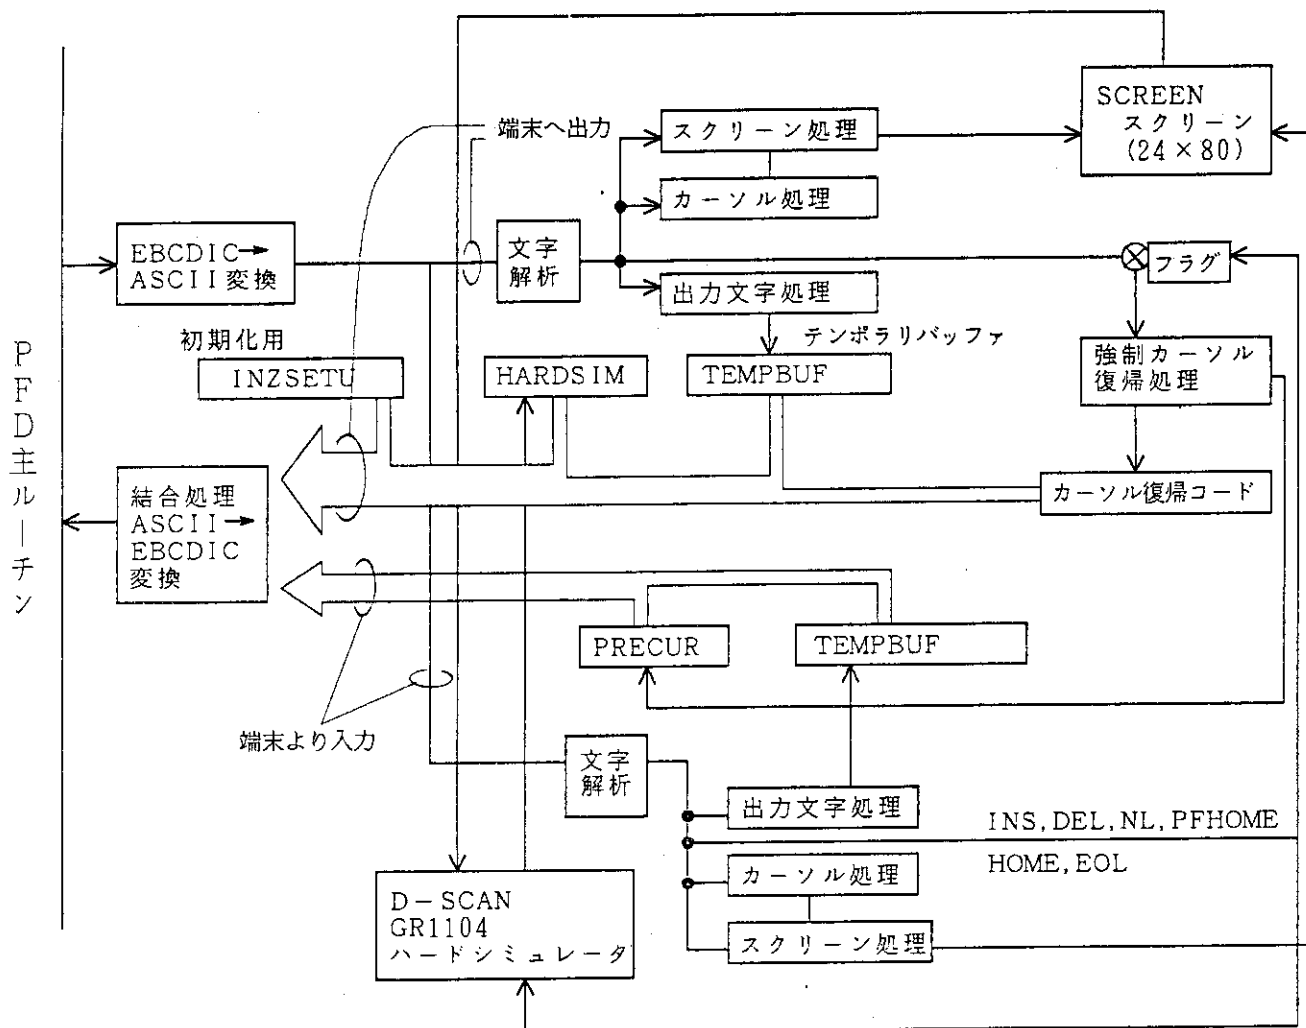 端末へ出力
SCREEN
スクリーン
(24×80)
スクリーン処理
カーソル処理
EBCDIC→
ASCII変換
文字
解析
フラグ
出力文字処理
初期化用
INZSETU
HARDSIM
テンポラリバッファ
TEMPBUF
強制カーソル
復帰処理
PFD主ルーチン
結合処理
ASCII→
EBCDIC
変換
カーソル復帰コード
PRECUR
TEMPBUF
端末より入力
文字
解析
出力文字処理
INS,DEL,NL,PFHOME
HOME,EOL
カーソル処理
スクリーン処理
D-SCAN
GR1104
ハードシミュレータ